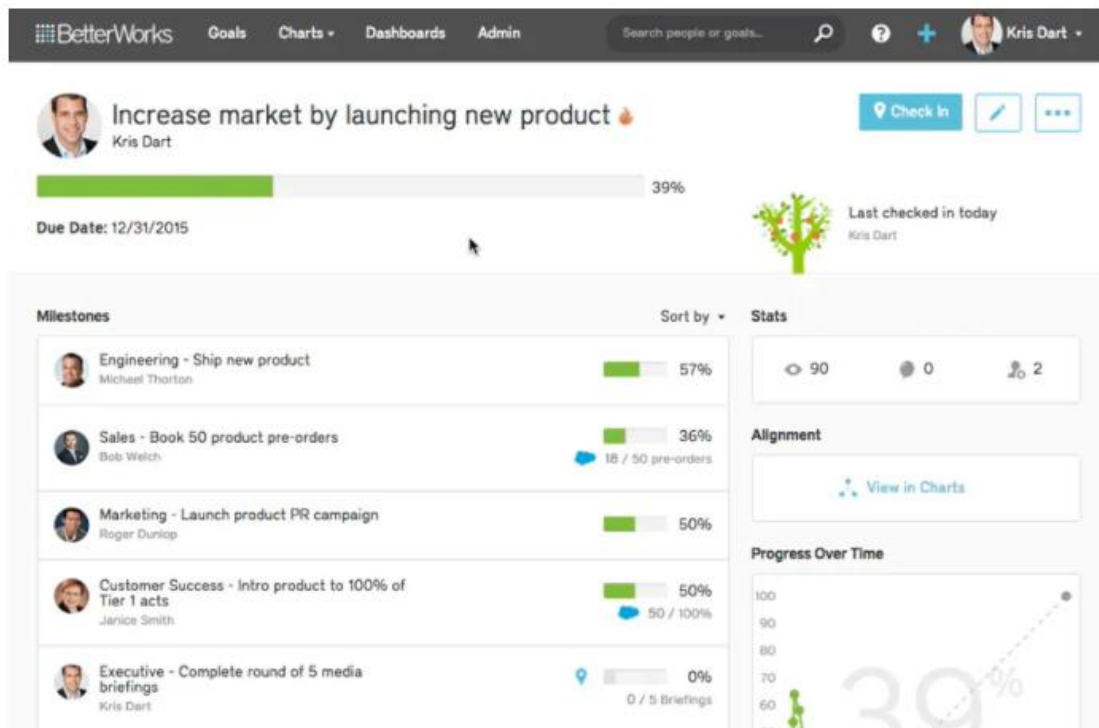 BetterWorks Goals Charts Dashboards Admin Search people or goals... ? Kris Dart
Increase market by launching new product
Kris Dart
Check In
39%
Due Date: 12/31/2015
Last checked in today
Kris Dart
Milestones
Sort by
Engineering - Ship new product
Michael Thorton
57%
Sales - Book 50 product pre-orders
Bob Welch
36%
18 / 50 pre-orders
Marketing - Launch product PR campaign
Roger Dunlop
50%
Customer Success - Intro product to 100% of
Tier 1 acts
Janice Smith
50%
50 / 100%
Executive - Complete round of 5 media
briefings
Kris Dart
0%
0 / 5 Briefings
Stats
90 0 2
Alignment
View in Charts
Progress Over Time
100
90
80
70
60
39%